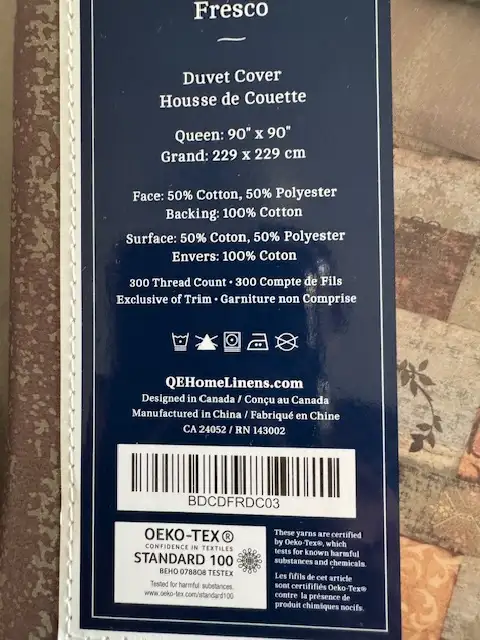 Fresco
Duvet Cover
Housse de Couette
Queen: 90" x 90"
Grand: 229 x 229 cm
Face: 50% Cotton, 50% Polyester
Backing: 100% Cotton
Surface: 50% Coton, 50% Polyester
Envers: 100% Coton
300 Thread Count • 300 Compte de Fils
Exclusive of Trim • Garniture non Comprise
QEHomeLinens.com
Designed in Canada / Conçu au Canada
Manufactured in China / Fabriqué en Chine
CA 24052 / RN 143002
BDCDFRDC03
OEKO-TEX®
CONFIDENCE IN TEXTILES
STANDARD 100
BEHO 078808 TESTEX
Tested for harmful substances.
www.oeko-tex.com/standard100
These yarns are certified
by Oeko-Tex®, which
tests for known harmful
substances and chemicals.
Les fifils de cet article
sont certififiés Oeko-Tex®
contre la présence de
produit chimiques nocifs.